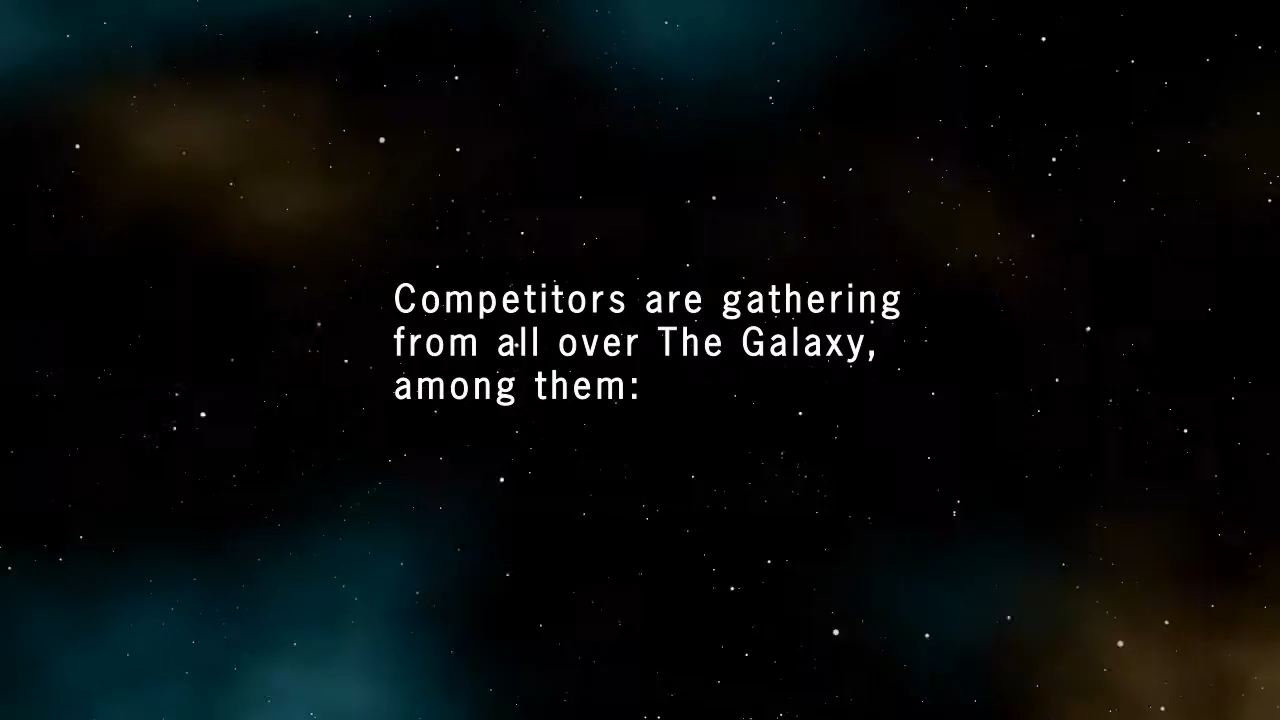 Competitors are gathering
from all over The Galaxy,
among them: